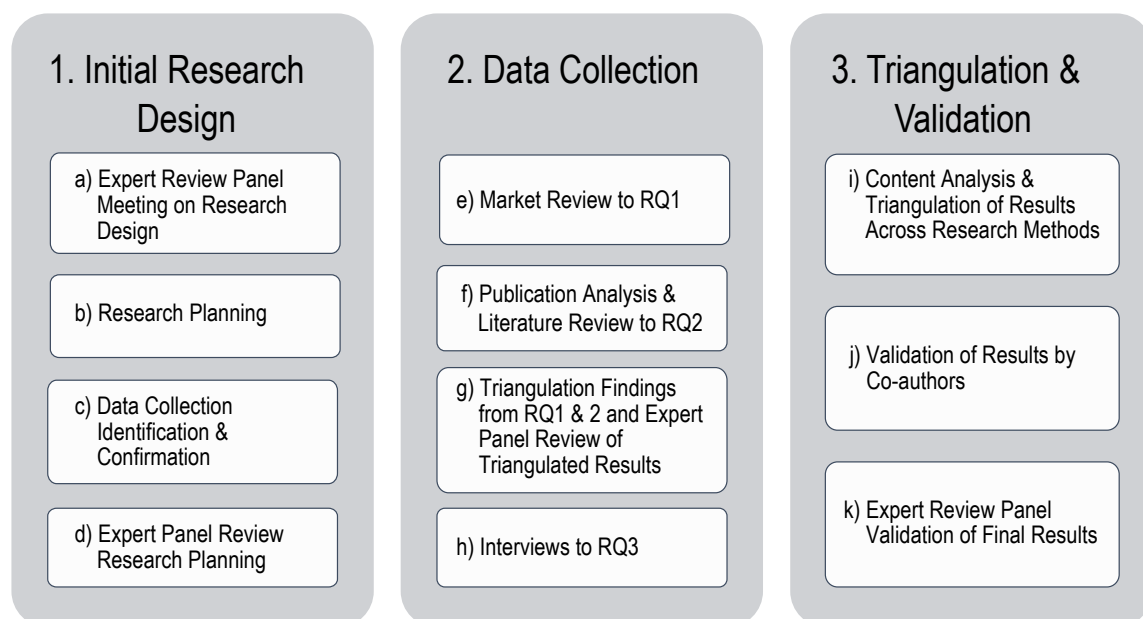 1. Initial Research
Design
a) Expert Review Panel
Meeting on Research
Design
b) Research Planning
c) Data Collection
Identification &
Confirmation
d) Expert Panel Review
Research Planning
2. Data Collection
e) Market Review to RQ1
f) Publication Analysis &
Literature Review to RQ2
g) Triangulation Findings
from RQ1 & 2 and Expert
Panel Review of
Triangulated Results
h) Interviews to RQ3
3. Triangulation &
Validation
i) Content Analysis &
Triangulation of Results
Across Research Methods
j) Validation of Results by
Co-authors
k) Expert Review Panel
Validation of Final Results